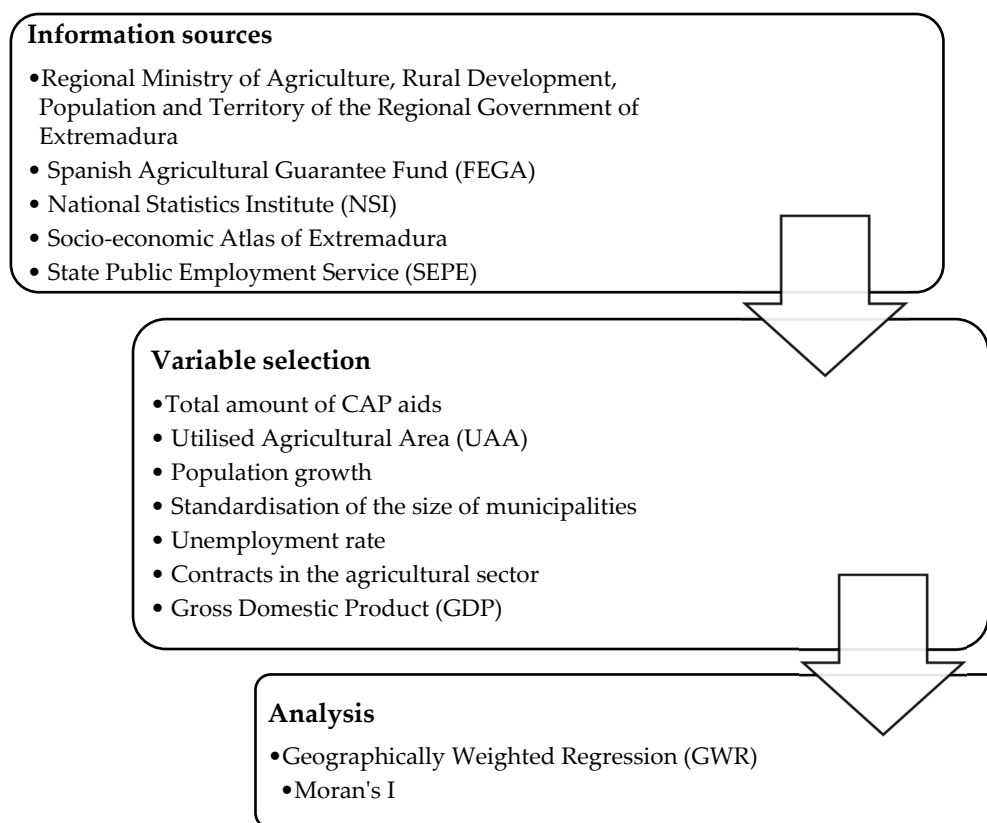 Information sources
•Regional Ministry of Agriculture, Rural Development,
Population and Territory of the Regional Government of
Extremadura
• Spanish Agricultural Guarantee Fund (FEGA)
• National Statistics Institute (NSI)
• Socio-economic Atlas of Extremadura
• State Public Employment Service (SEPE)
Variable selection
•Total amount of CAP aids
• Utilised Agricultural Area (UAA)
• Population growth
• Standardisation of the size of municipalities
• Unemployment rate
• Contracts in the agricultural sector
• Gross Domestic Product (GDP)
Analysis
•Geographically Weighted Regression (GWR)
•Moran's I